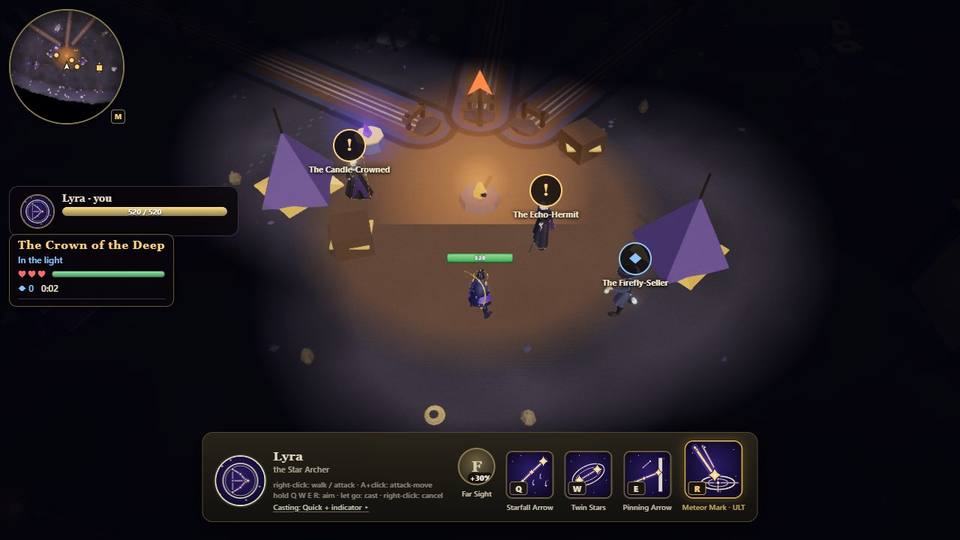 M
The Candle-Crowned
The Echo-Hermit
Lyra · you
520 / 520
The Crown of the Deep
In the light
0 0:02
520
The Firefly-Seller
Lyra
the Star Archer
right-click: walk / attack · A+click: attack-move
hold Q W E R: aim · let go: cast · right-click: cancel
Casting: Quick + indicator
F
+30%
Far Sight
Q
Starfall Arrow
W
Twin Stars
E
Pinning Arrow
R
Meteor Mark · ULT